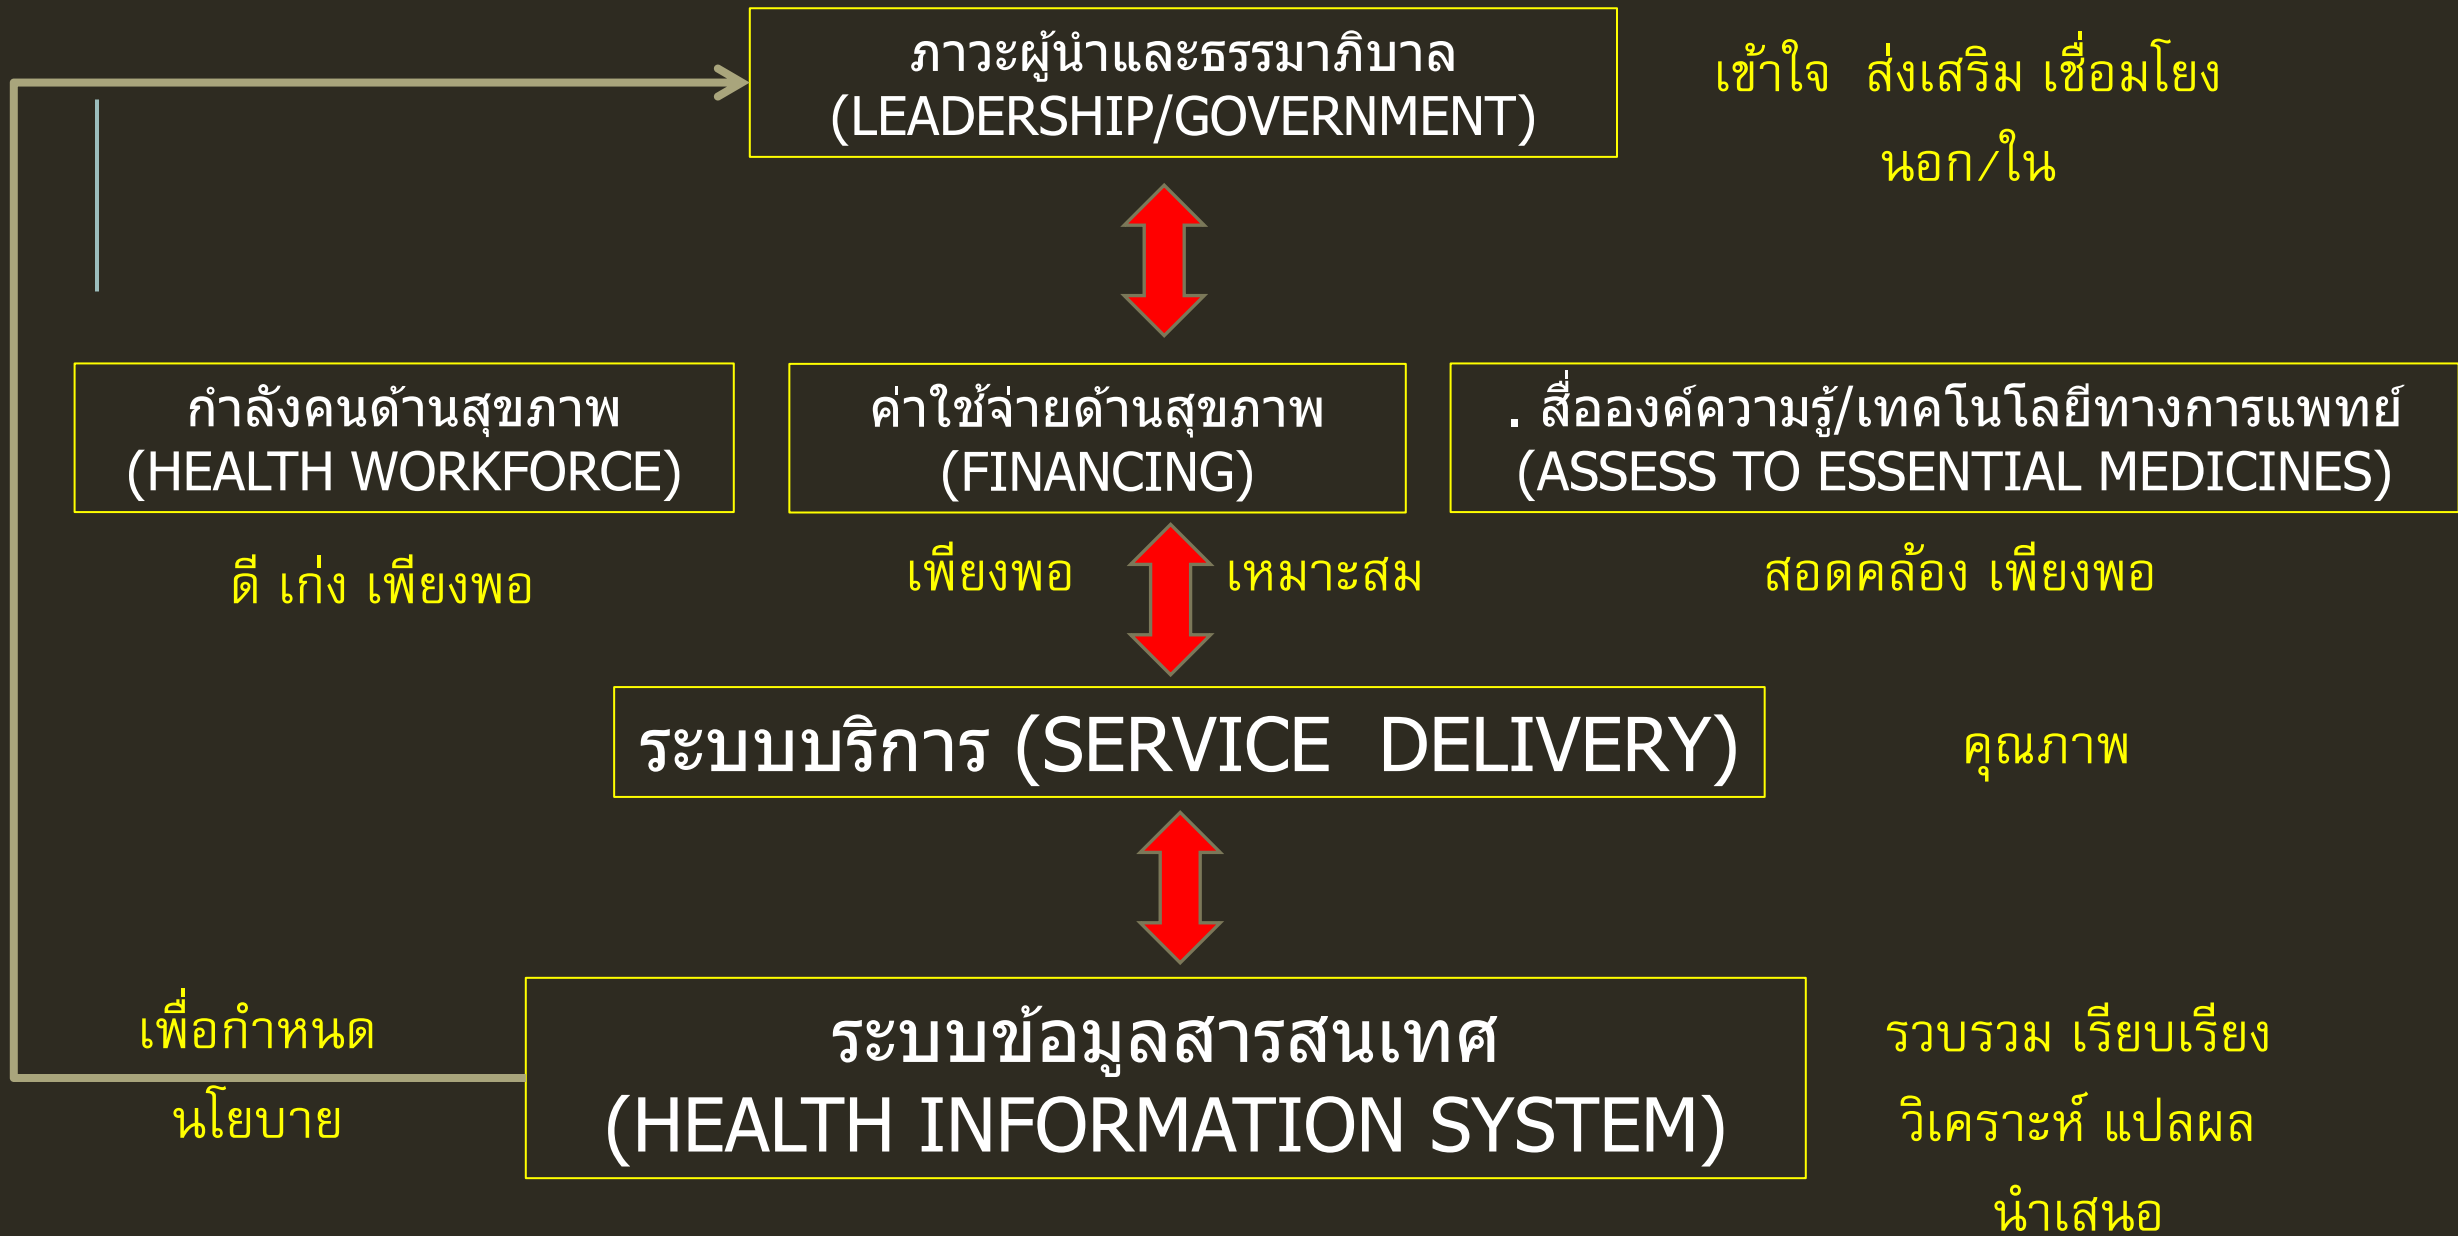 ภาวะผู้นำและธรรมาภิบาล
(LEADERSHIP/GOVERNMENT)
เข้าใจ  ส่งเสริม เชื่อมโยง
นอก/ใน
กำลังคนด้านสุขภาพ
(HEALTH WORKFORCE)
ค่าใช้จ่ายด้านสุขภาพ
(FINANCING)
. สื่อองค์ความรู้/เทคโนโลยีทางการแพทย์
(ASSESS TO ESSENTIAL MEDICINES)
ดี เก่ง เพียงพอ
เพียงพอ
เหมาะสม
สอดคล้อง เพียงพอ
ระบบบริการ (SERVICE  DELIVERY)
คุณภาพ
เพื่อกำหนด
นโยบาย
ระบบข้อมูลสารสนเทศ
(HEALTH INFORMATION SYSTEM)
รวบรวม เรียบเรียง
วิเคราะห์ แปลผล
นำเสนอ